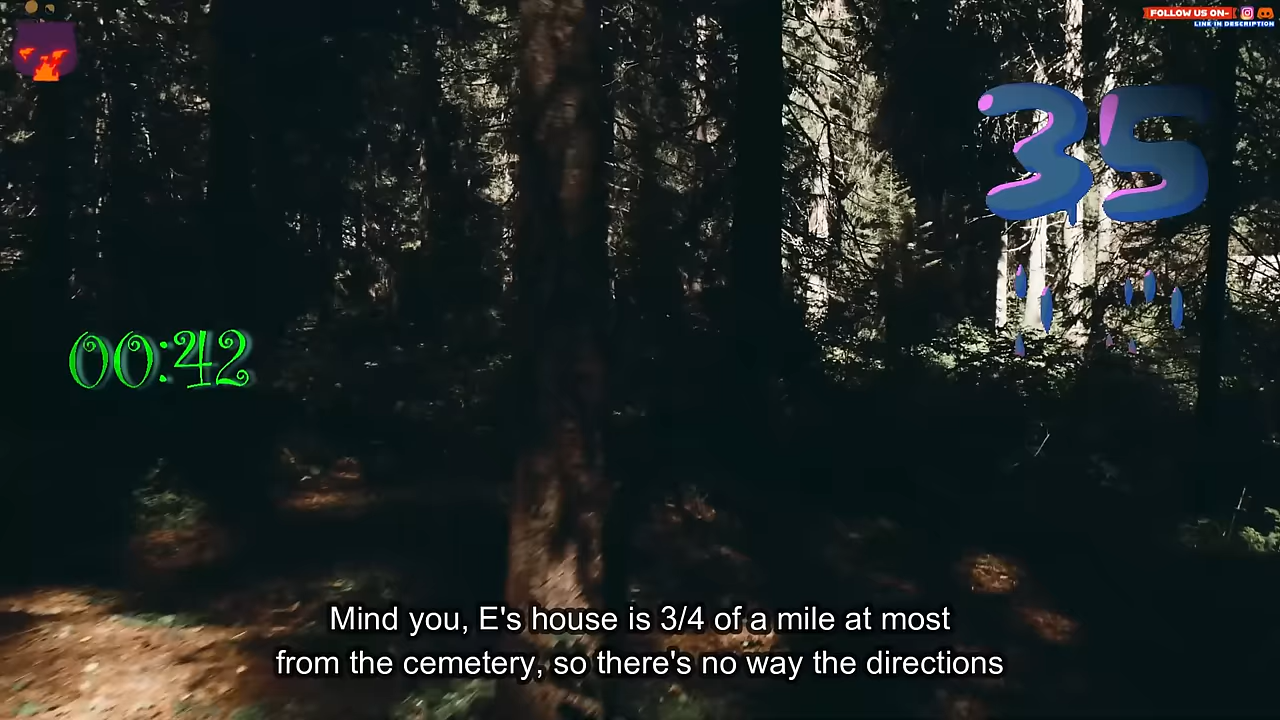 FOLLOW US ON-
LINK IN DESCRIPTION
35
00:42
Mind you, E's house is 3/4 of a mile at most
from the cemetery, so there's no way the directions